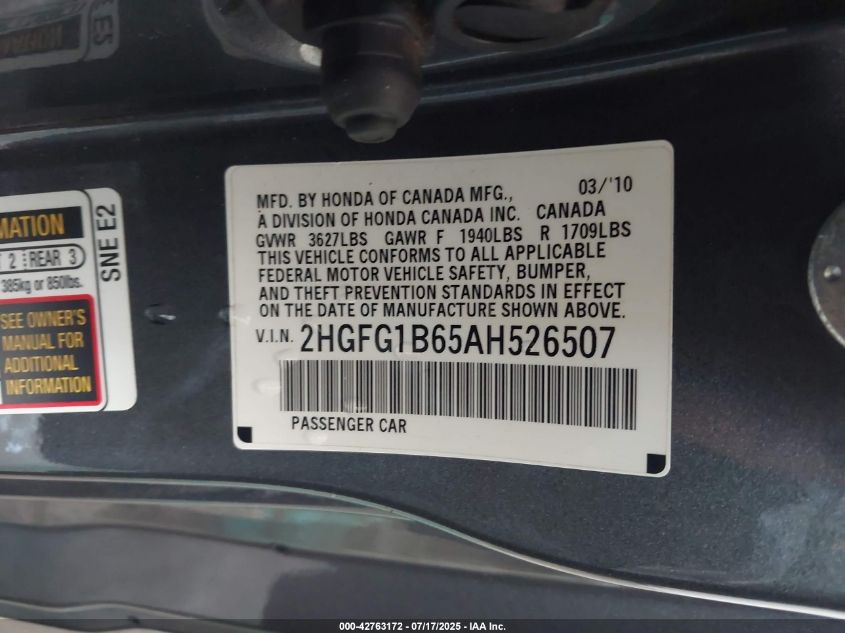 MFD. BY HONDA OF CANADA MFG., 03/'10
A DIVISION OF HONDA CANADA INC. CANADA
GVWR 3627LBS GAWR F 1940LBS R 1709LBS
THIS VEHICLE CONFORMS TO ALL APPLICABLE
FEDERAL MOTOR VEHICLE SAFETY, BUMPER,
AND THEFT PREVENTION STANDARDS IN EFFECT
ON THE DATE OF MANUFACTURE SHOWN ABOVE.
V.I.N. 2HGFG1B65AH526507
PASSENGER CAR
MATION
2 REAR 3
385kg or 850lbs.
SEE OWNER'S
MANUAL FOR
ADDITIONAL
INFORMATION
SNE E2
000-42763172 / 07/17/2025 - IAA Inc.